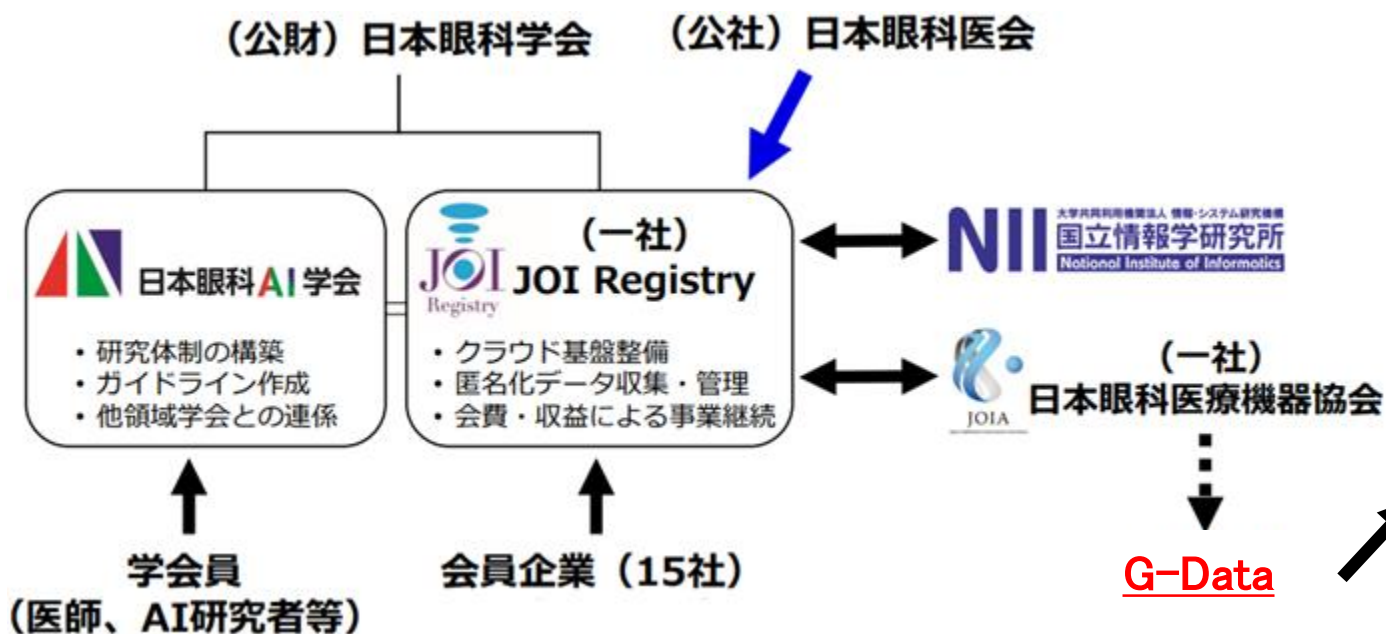 （公財）日本眼科学会
（公社）日本眼科医会
日本眼科AI学会
・研究体制の構築
・ガイドライン作成
・他領域学会との連係
JOI
Registry
（一社）
JOI Registry
・クラウド基盤整備
・匿名化データ収集・管理
・会費・収益による事業継続
NII
大学共同利用機関法人 情報・システム研究機構
国立情報学研究所
National Institute of Informatics
JOIA
（一社）
日本眼科医療機器協会
学会員
（医師、AI研究者等）
会員企業（15社）
G-Data